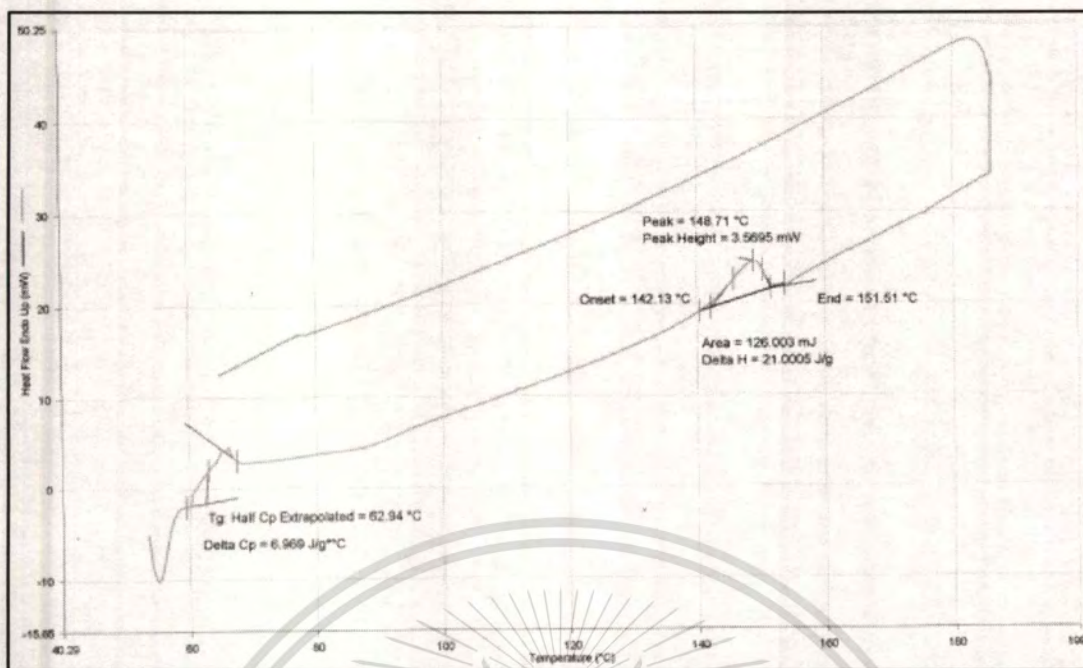 50.25
40
30
20
10
0
-10
-15.66
Heat Flow Endo Up (mW)
Peak = 148.71 °C
Peak Height = 3.5695 mW
Onset = 142.13 °C
End = 151.51 °C
Area = 126.003 mJ
Delta H = 21.0005 J/g
Tg: Half Cp Extrapolated = 62.94 °C
Delta Cp = 6.969 J/g*°C
40.29
60
80
100
120
140
160
180
Temperature (°C)